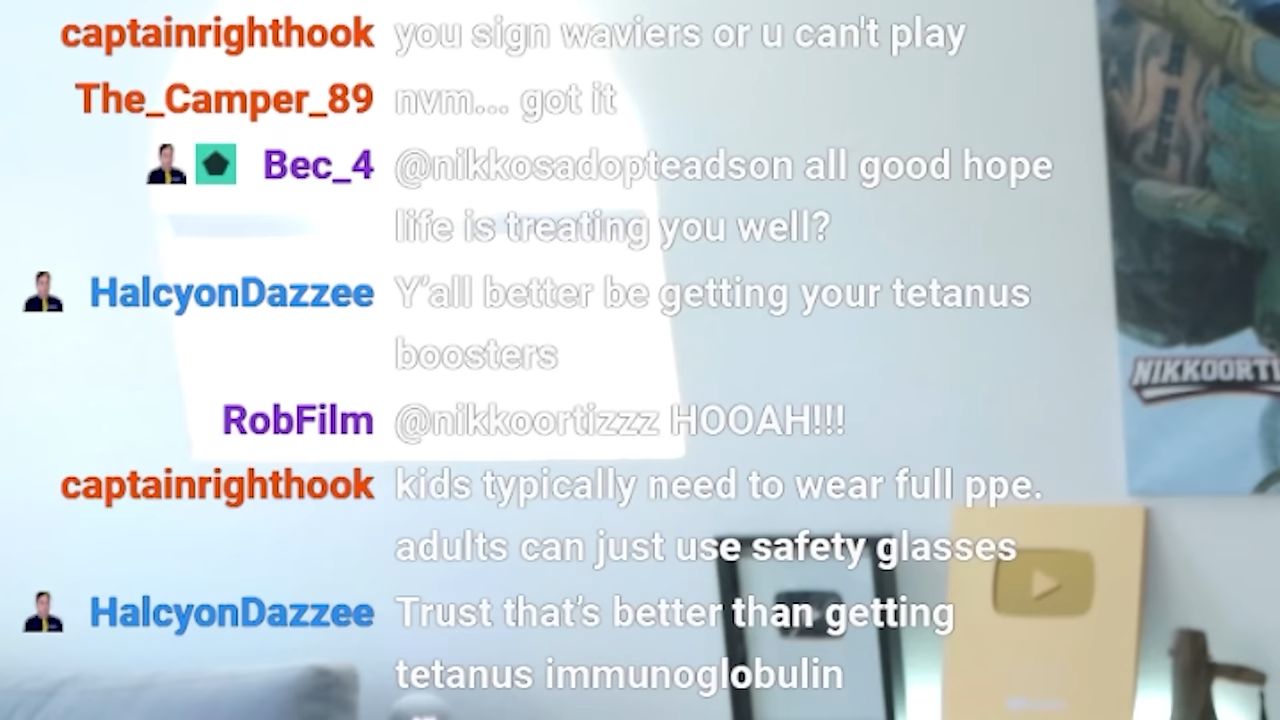 captainrighthook you sign waviers or u can't play
The_Camper_89 nvm... got it
Bec_4 @nikkosadopteadson all good hope
life is treating you well?
HalcyonDazzee Y'all better be getting your tetanus
boosters
RobFilm @nikkoortizzz HOOAH!!!
NIKKOORTI
captainrighthook kids typically need to wear full ppe.
adults can just use safety glasses
HalcyonDazzee Trust that's better than getting
tetanus immunoglobulin